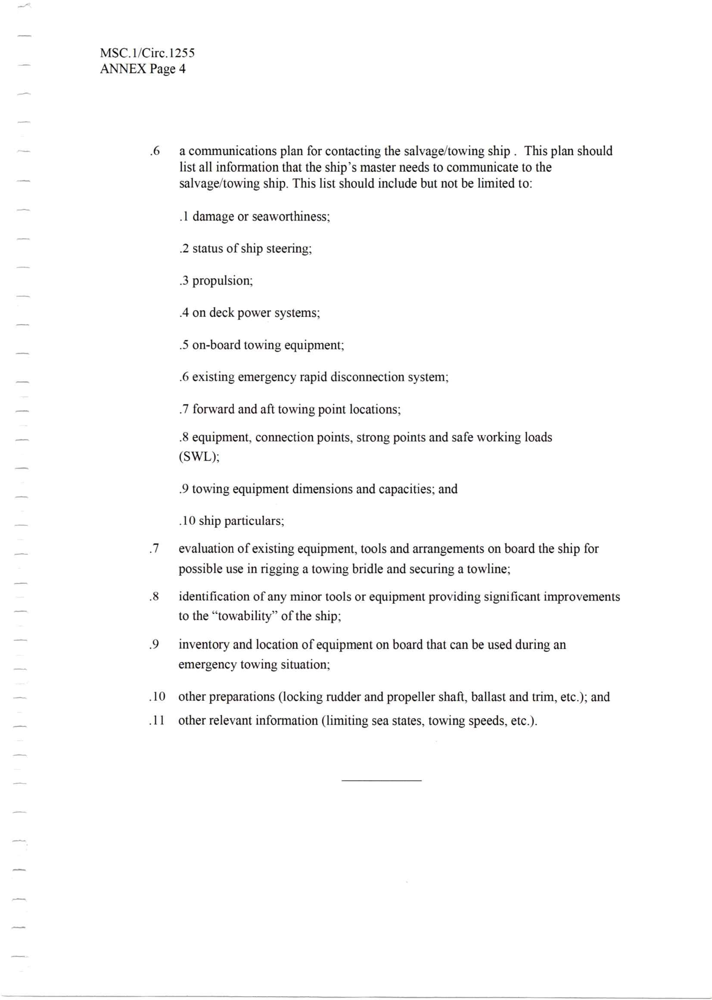 MSC.1/Circ.1255
ANNEX Page 4
.6 a communications plan for contacting the salvage/towing ship . This plan should
list all information that the ship’s master needs to communicate to the
salvage/towing ship. This list should include but not be limited to:
.1 damage or seaworthiness;
.2 status of ship steering;
.3 propulsion;
.4 on deck power systems;
.5 on-board towing equipment;
.6 existing emergency rapid disconnection system;
.7 forward and aft towing point locations;
.8 equipment, connection points, strong points and safe working loads
(SWL);
.9 towing equipment dimensions and capacities; and
.10 ship particulars;
.7 evaluation of existing equipment, tools and arrangements on board the ship for
possible use in rigging a towing bridle and securing a towline;
.8 identification of any minor tools or equipment providing significant improvements
to the “towability” of the ship;
.9 inventory and location of equipment on board that can be used during an
emergency towing situation;
.10 other preparations (locking rudder and propeller shaft, ballast and trim, etc.); and
.11 other relevant information (limiting sea states, towing speeds, etc.).